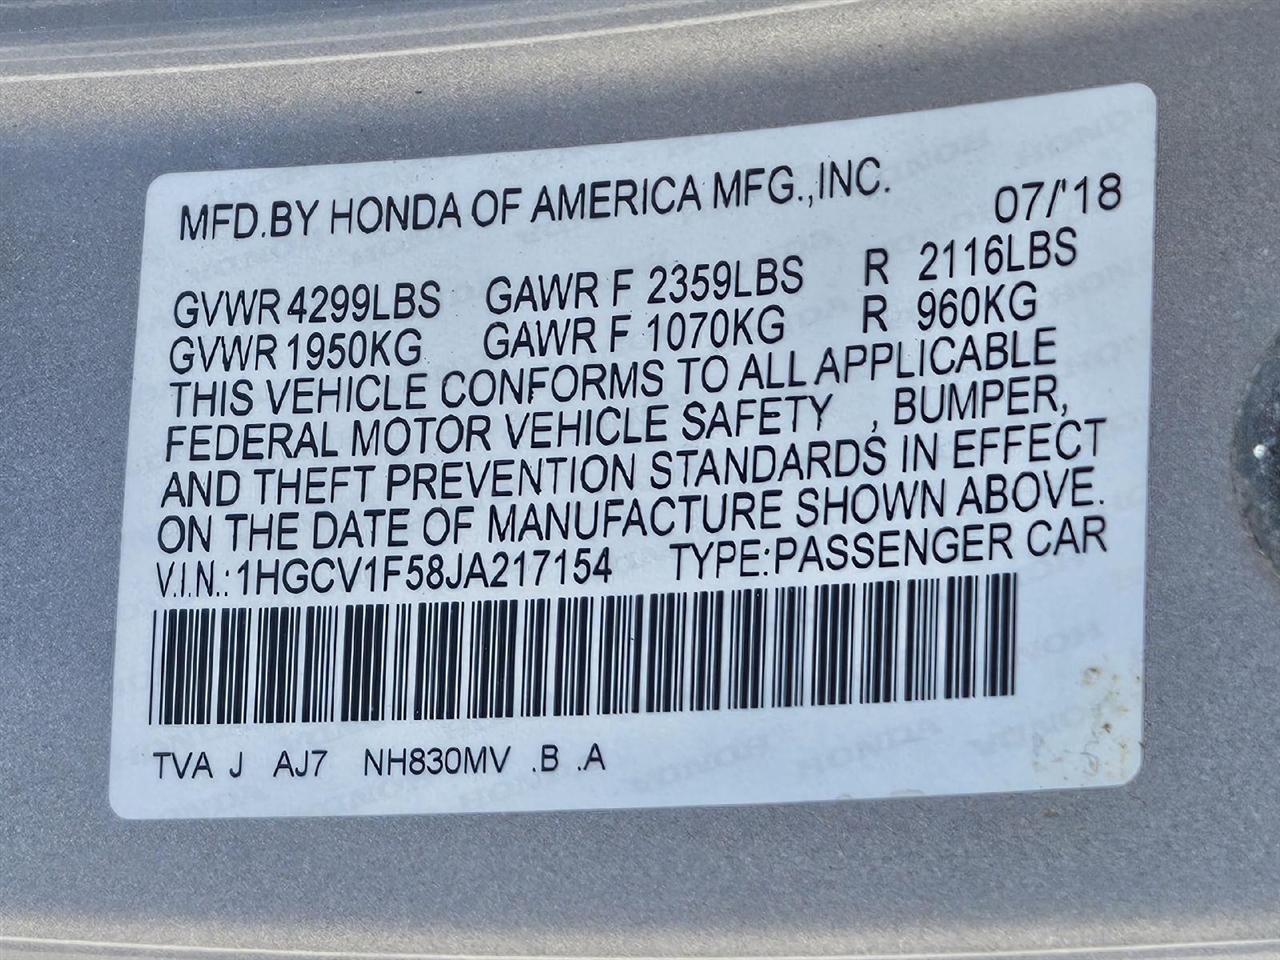 MFD.BY HONDA OF AMERICA MFG.,INC. 07/'18
GVWR 4299LBS GAWR F 2359LBS R 2116LBS
GVWR 1950KG GAWR F 1070KG R 960KG
THIS VEHICLE CONFORMS TO ALL APPLICABLE
FEDERAL MOTOR VEHICLE SAFETY , BUMPER,
AND THEFT PREVENTION STANDARDS IN EFFECT
ON THE DATE OF MANUFACTURE SHOWN ABOVE.
V.I.N.: 1HGCV1F58JA217154 TYPE:PASSENGER CAR
TVA J AJ7 NH830MV .B .A